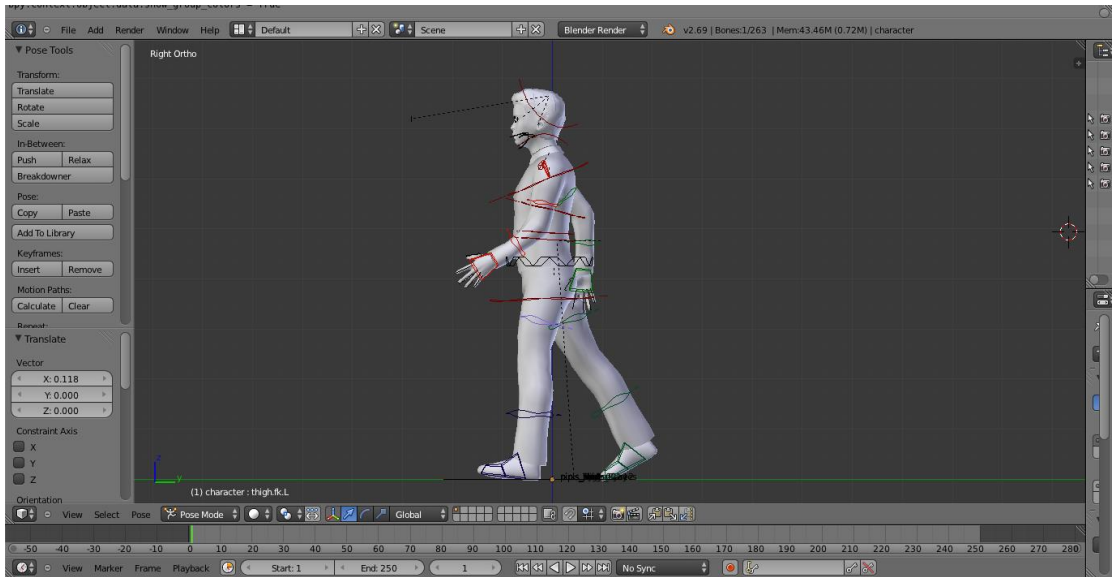 bpy.context.object.data.show_group_colors = True
File Add Render Window Help Default Scene Blender Render v2.69 | Bones:1/263 | Mem:43.46M (0.72M) | character
Pose Tools
Right Ortho
Transform:
Translate
Rotate
Scale
In-Between:
Push Relax
Breakdowner
Pose:
Copy Paste
Add To Library
Keyframes:
Insert Remove
Motion Paths:
Calculate Clear
Repeat:
Translate
Vector
X: 0.118
Y: 0.000
Z: 0.000
Constraint Axis
X
Y
Z
Orientation
z
y
(1) character : thigh.fk.L
View Select Pose Pose Mode Global
-50 -40 -30 -20 -10 0 10 20 30 40 50 60 70 80 90 100 110 120 130 140 150 160 170 180 190 200 210 220 230 240 250 260 270 280
View Marker Frame Playback Start: 1 End: 250 1 No Sync